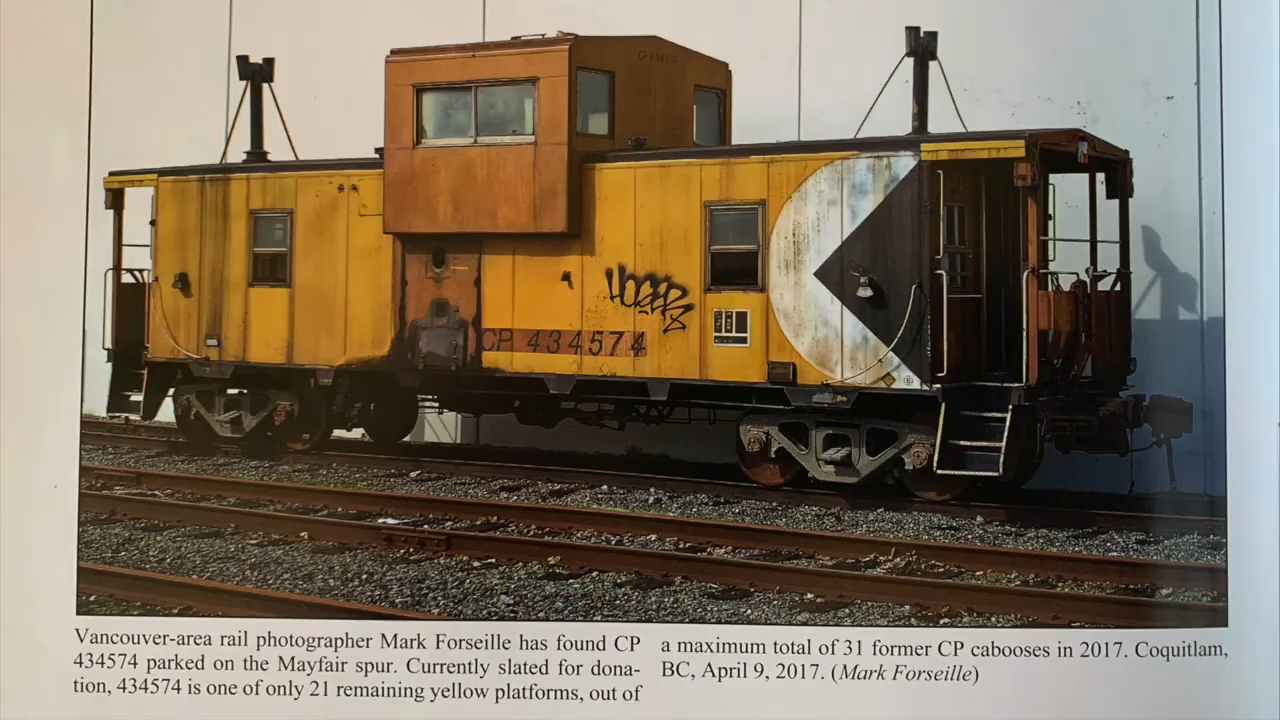 CP 434574
HOGER
CP 434574
Vancouver-area rail photographer Mark Forseille has found CP
434574 parked on the Mayfair spur. Currently slated for dona-
tion, 434574 is one of only 21 remaining yellow platforms, out of
a maximum total of 31 former CP cabooses in 2017. Coquitlam,
BC, April 9, 2017. (Mark Forseille)